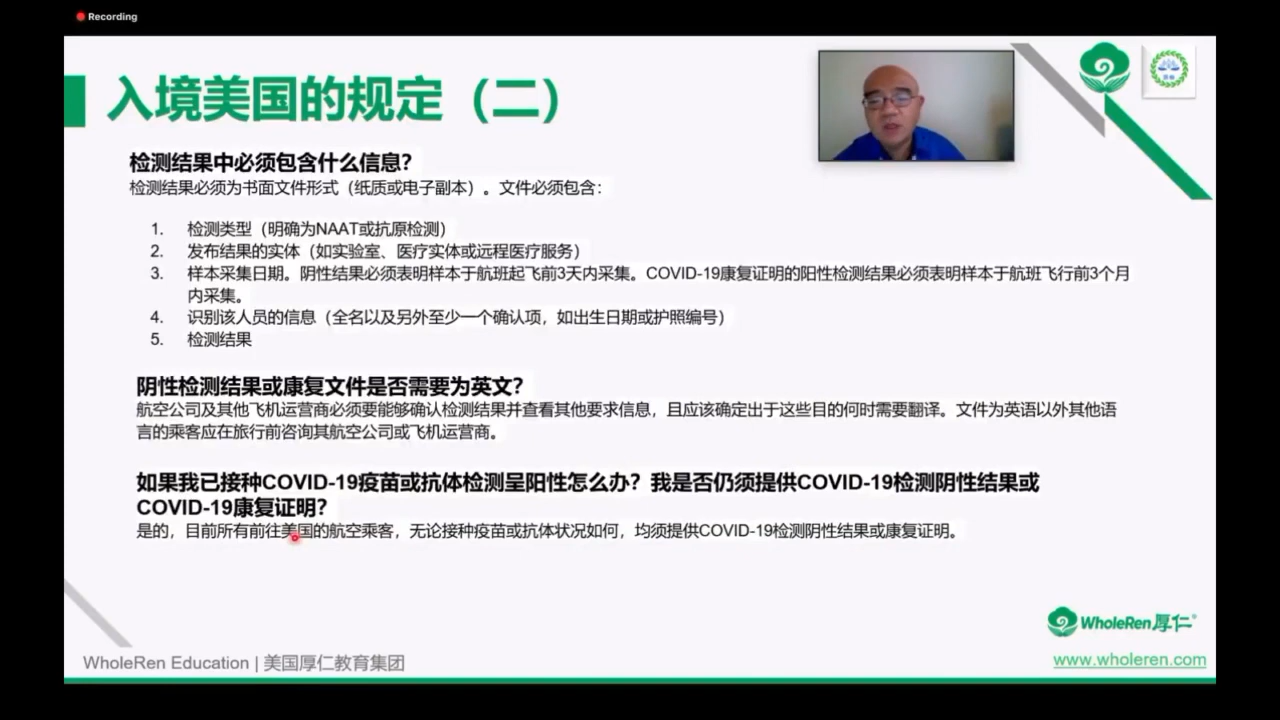 Recording
入境美国的规定（二）
检测结果中必须包含什么信息？
检测结果必须为书面文件形式（纸质或电子副本）。文件必须包含：
1. 检测类型（明确为NAAT或抗原检测）
2. 发布结果的实体（如实验室、医疗实体或远程医疗服务）
3. 样本采集日期。阴性结果必须表明样本于航班起飞前3天内采集。COVID-19康复证明的阳性检测结果必须表明样本于航班飞行前3个月
内采集。
4. 识别该人员的信息（全名以及另外至少一个确认项，如出生日期或护照编号）
5. 检测结果
阴性检测结果或康复文件是否需要为英文？
航空公司及其他飞机运营商必须要能够确认检测结果并查看其他要求信息，且应该确定出于这些目的何时需要翻译。文件为英语以外其他语
言的乘客应在旅行前咨询其航空公司或飞机运营商。
如果我已接种COVID-19疫苗或抗体检测呈阳性怎么办？我是否仍须提供COVID-19检测阴性结果或
COVID-19康复证明？
是的，目前所有前往美国的航空乘客，无论接种疫苗或抗体状况如何，均须提供COVID-19检测阴性结果或康复证明。
WholeRen厚仁®
WholeRen Education | 美国厚仁教育集团
www.wholeren.com